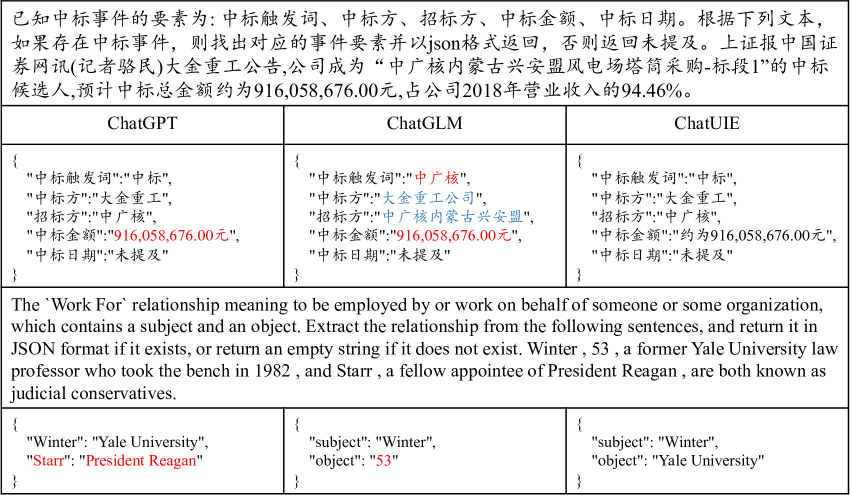 已知中标事件的要素为: 中标触发词、中标方、招标方、中标金额、中标日期。根据下列文本，
如果存在中标事件，则找出对应的事件要素并以json格式返回，否则返回未提及。上证报中国证
券网讯(记者骆民)大金重工公告,公司成为“中广核内蒙古兴安盟风电场塔筒采购-标段1”的中标
候选人,预计中标总金额约为916,058,676.00元,占公司2018年营业收入的94.46%。
ChatGPT
ChatGLM
ChatUIE
{
"中标触发词":"中标",
"中标方":"大金重工",
"招标方":"中广核",
"中标金额":"916,058,676.00元",
"中标日期":"未提及"
}
{
"中标触发词":"中广核",
"中标方":"大金重工公司",
"招标方":"中广核内蒙古兴安盟",
"中标金额":"916,058,676.00元",
"中标日期":"未提及"
}
{
"中标触发词":"中标",
"中标方":"大金重工",
"招标方":"中广核",
"中标金额":"约为916,058,676.00元,
"中标日期":"未提及"
}
The `Work For` relationship meaning to be employed by or work on behalf of someone or some organization,
which contains a subject and an object. Extract the relationship from the following sentences, and return it in
JSON format if it exists, or return an empty string if it does not exist. Winter , 53 , a former Yale University law
professor who took the bench in 1982 , and Starr , a fellow appointee of President Reagan , are both known as
judicial conservatives.
{
"Winter": "Yale University",
"Starr": "President Reagan"
}
{
"subject": "Winter",
"object": "53"
}
{
"subject": "Winter",
"object": "Yale University"
}